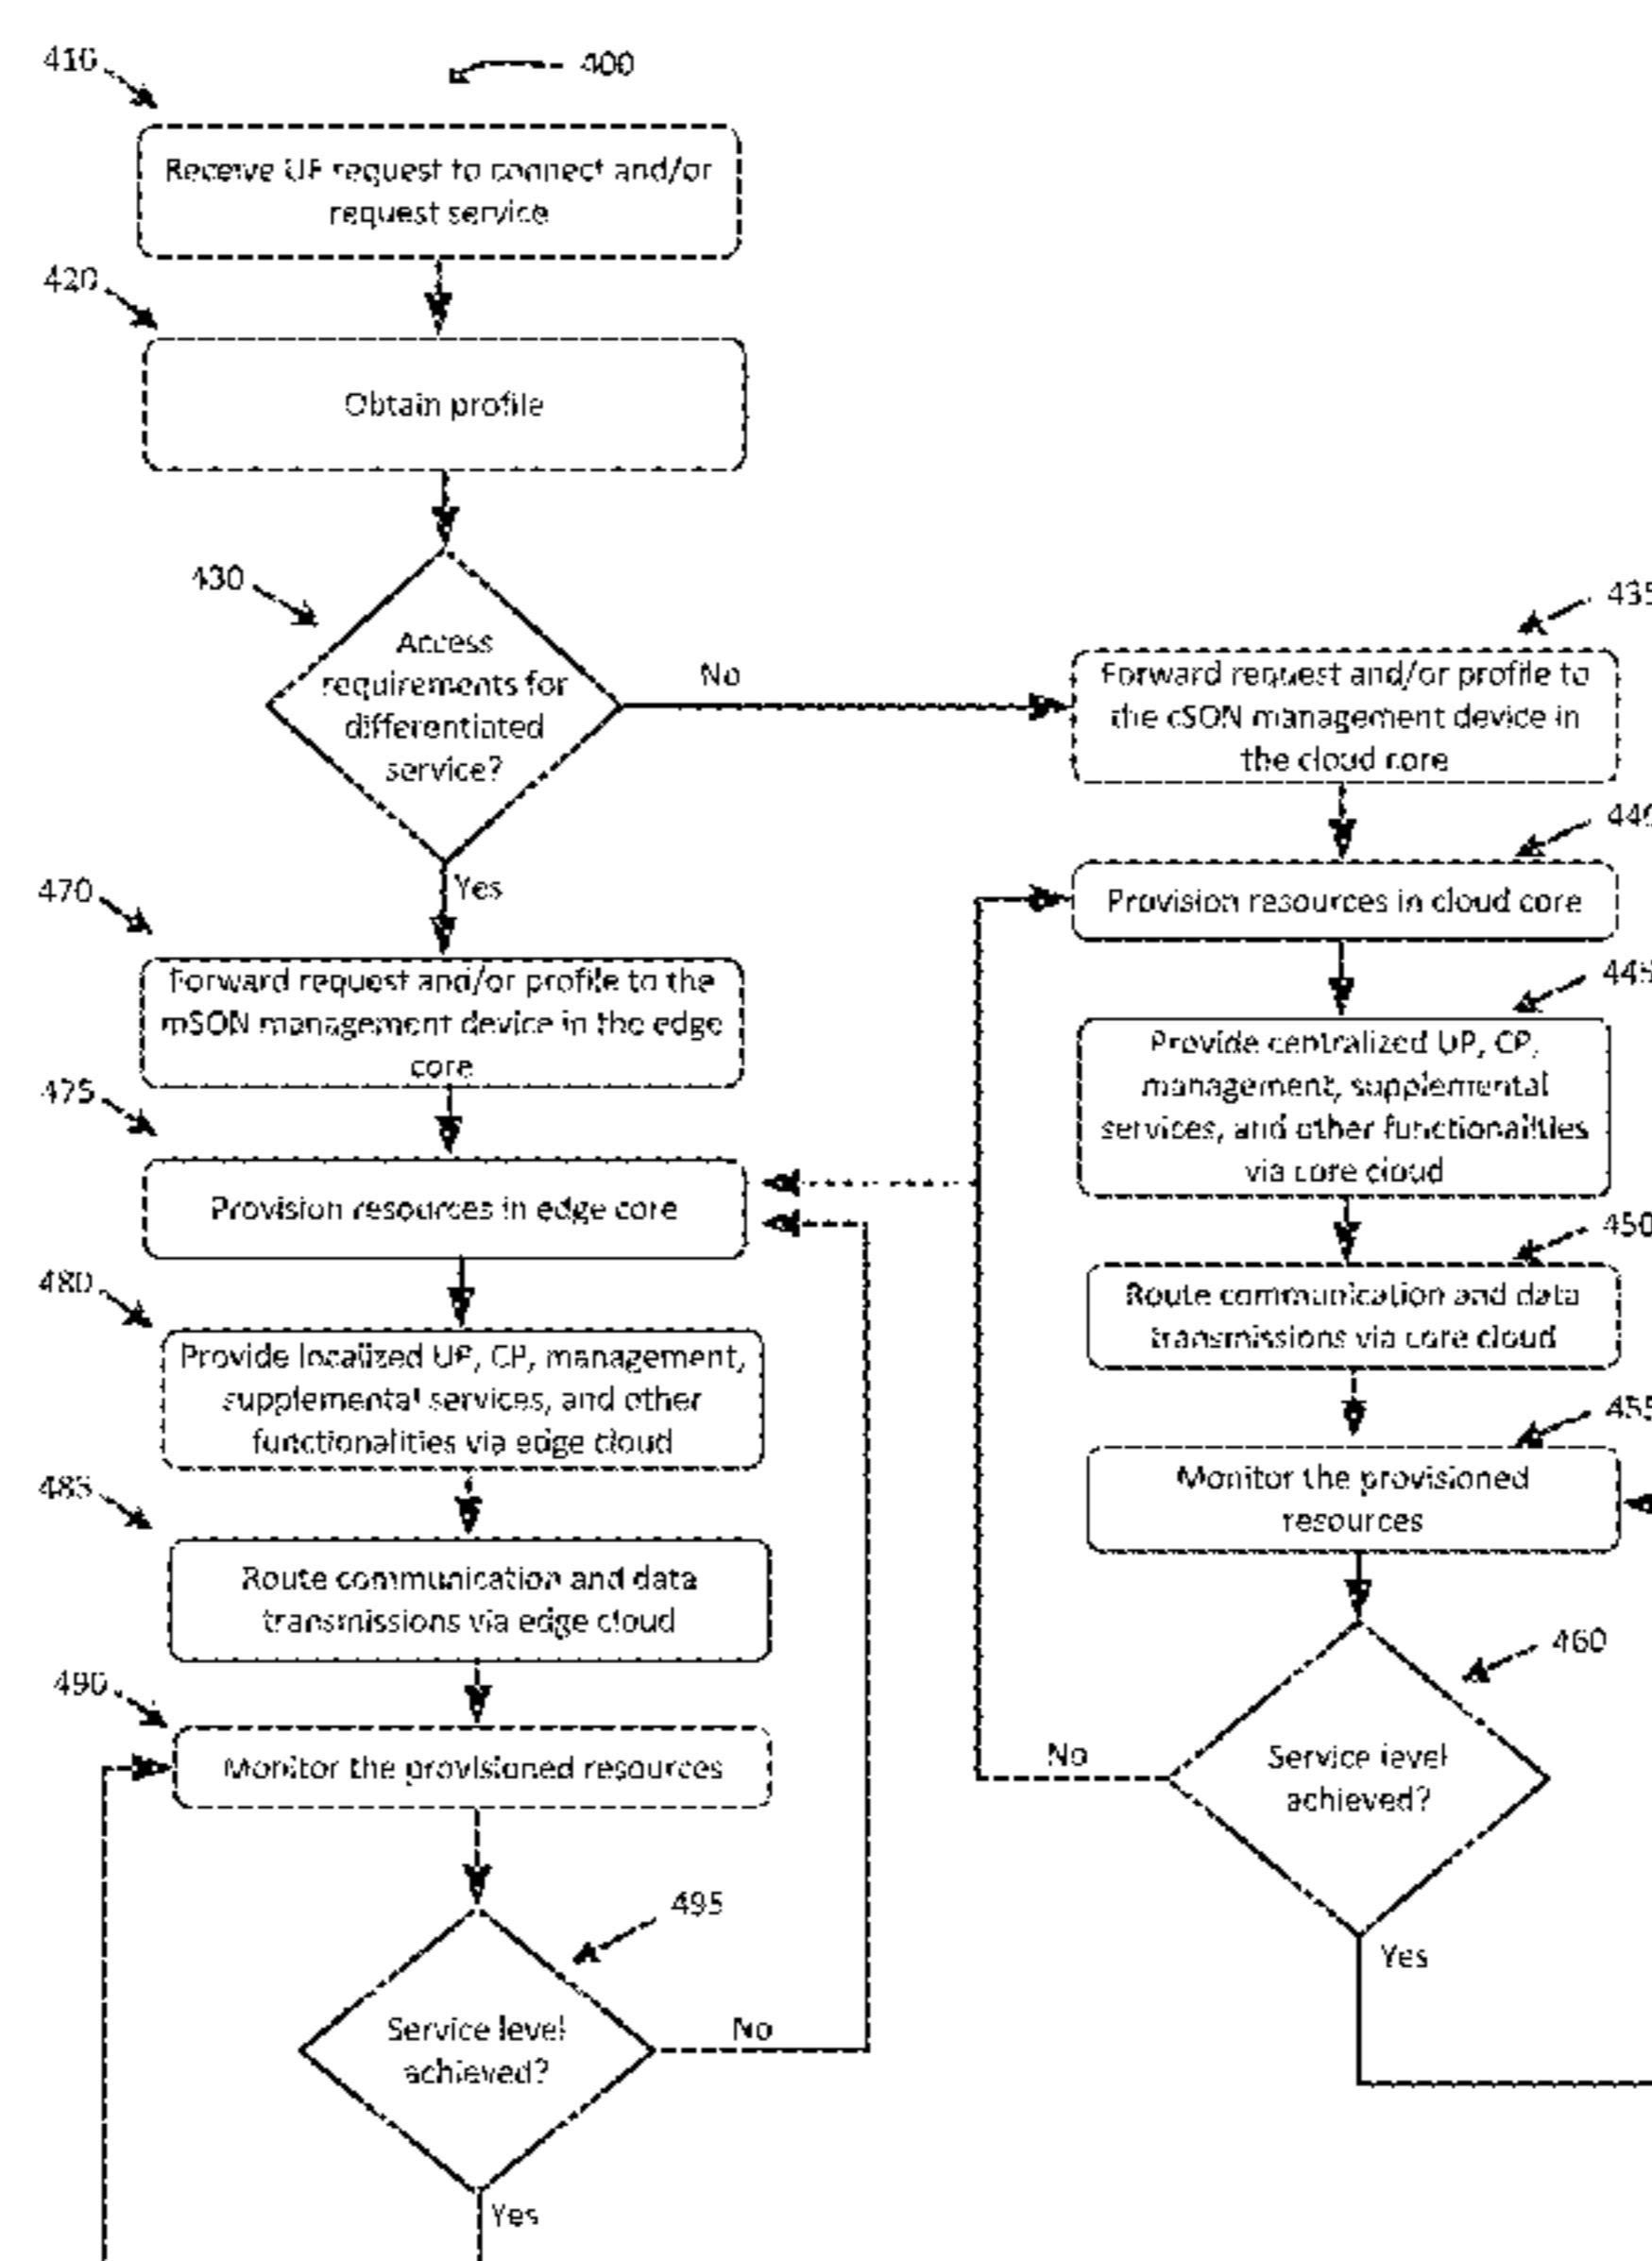 410
400
Receive UE request to connect and/or
request service
420
Obtain profile
430
Access
requirements for
differentiated
service?
No
Yes
435
Forward request and/or profile to
the cSON management device in
the cloud core
440
Provision resources in cloud core
445
Provide centralized UP, CP,
management, supplemental
services, and other functionalities
via core cloud
450
Route communication and data
transmissions via core cloud
455
Monitor the provisioned
resources
460
Service level
achieved?
No
Yes
470
Forward request and/or profile to the
mSON management device in the edge
core
475
Provision resources in edge core
480
Provide localized UP, CP, management,
supplemental services, and other
functionalities via edge cloud
485
Route communication and data
transmissions via edge cloud
490
Monitor the provisioned resources
495
Service level
achieved?
No
Yes